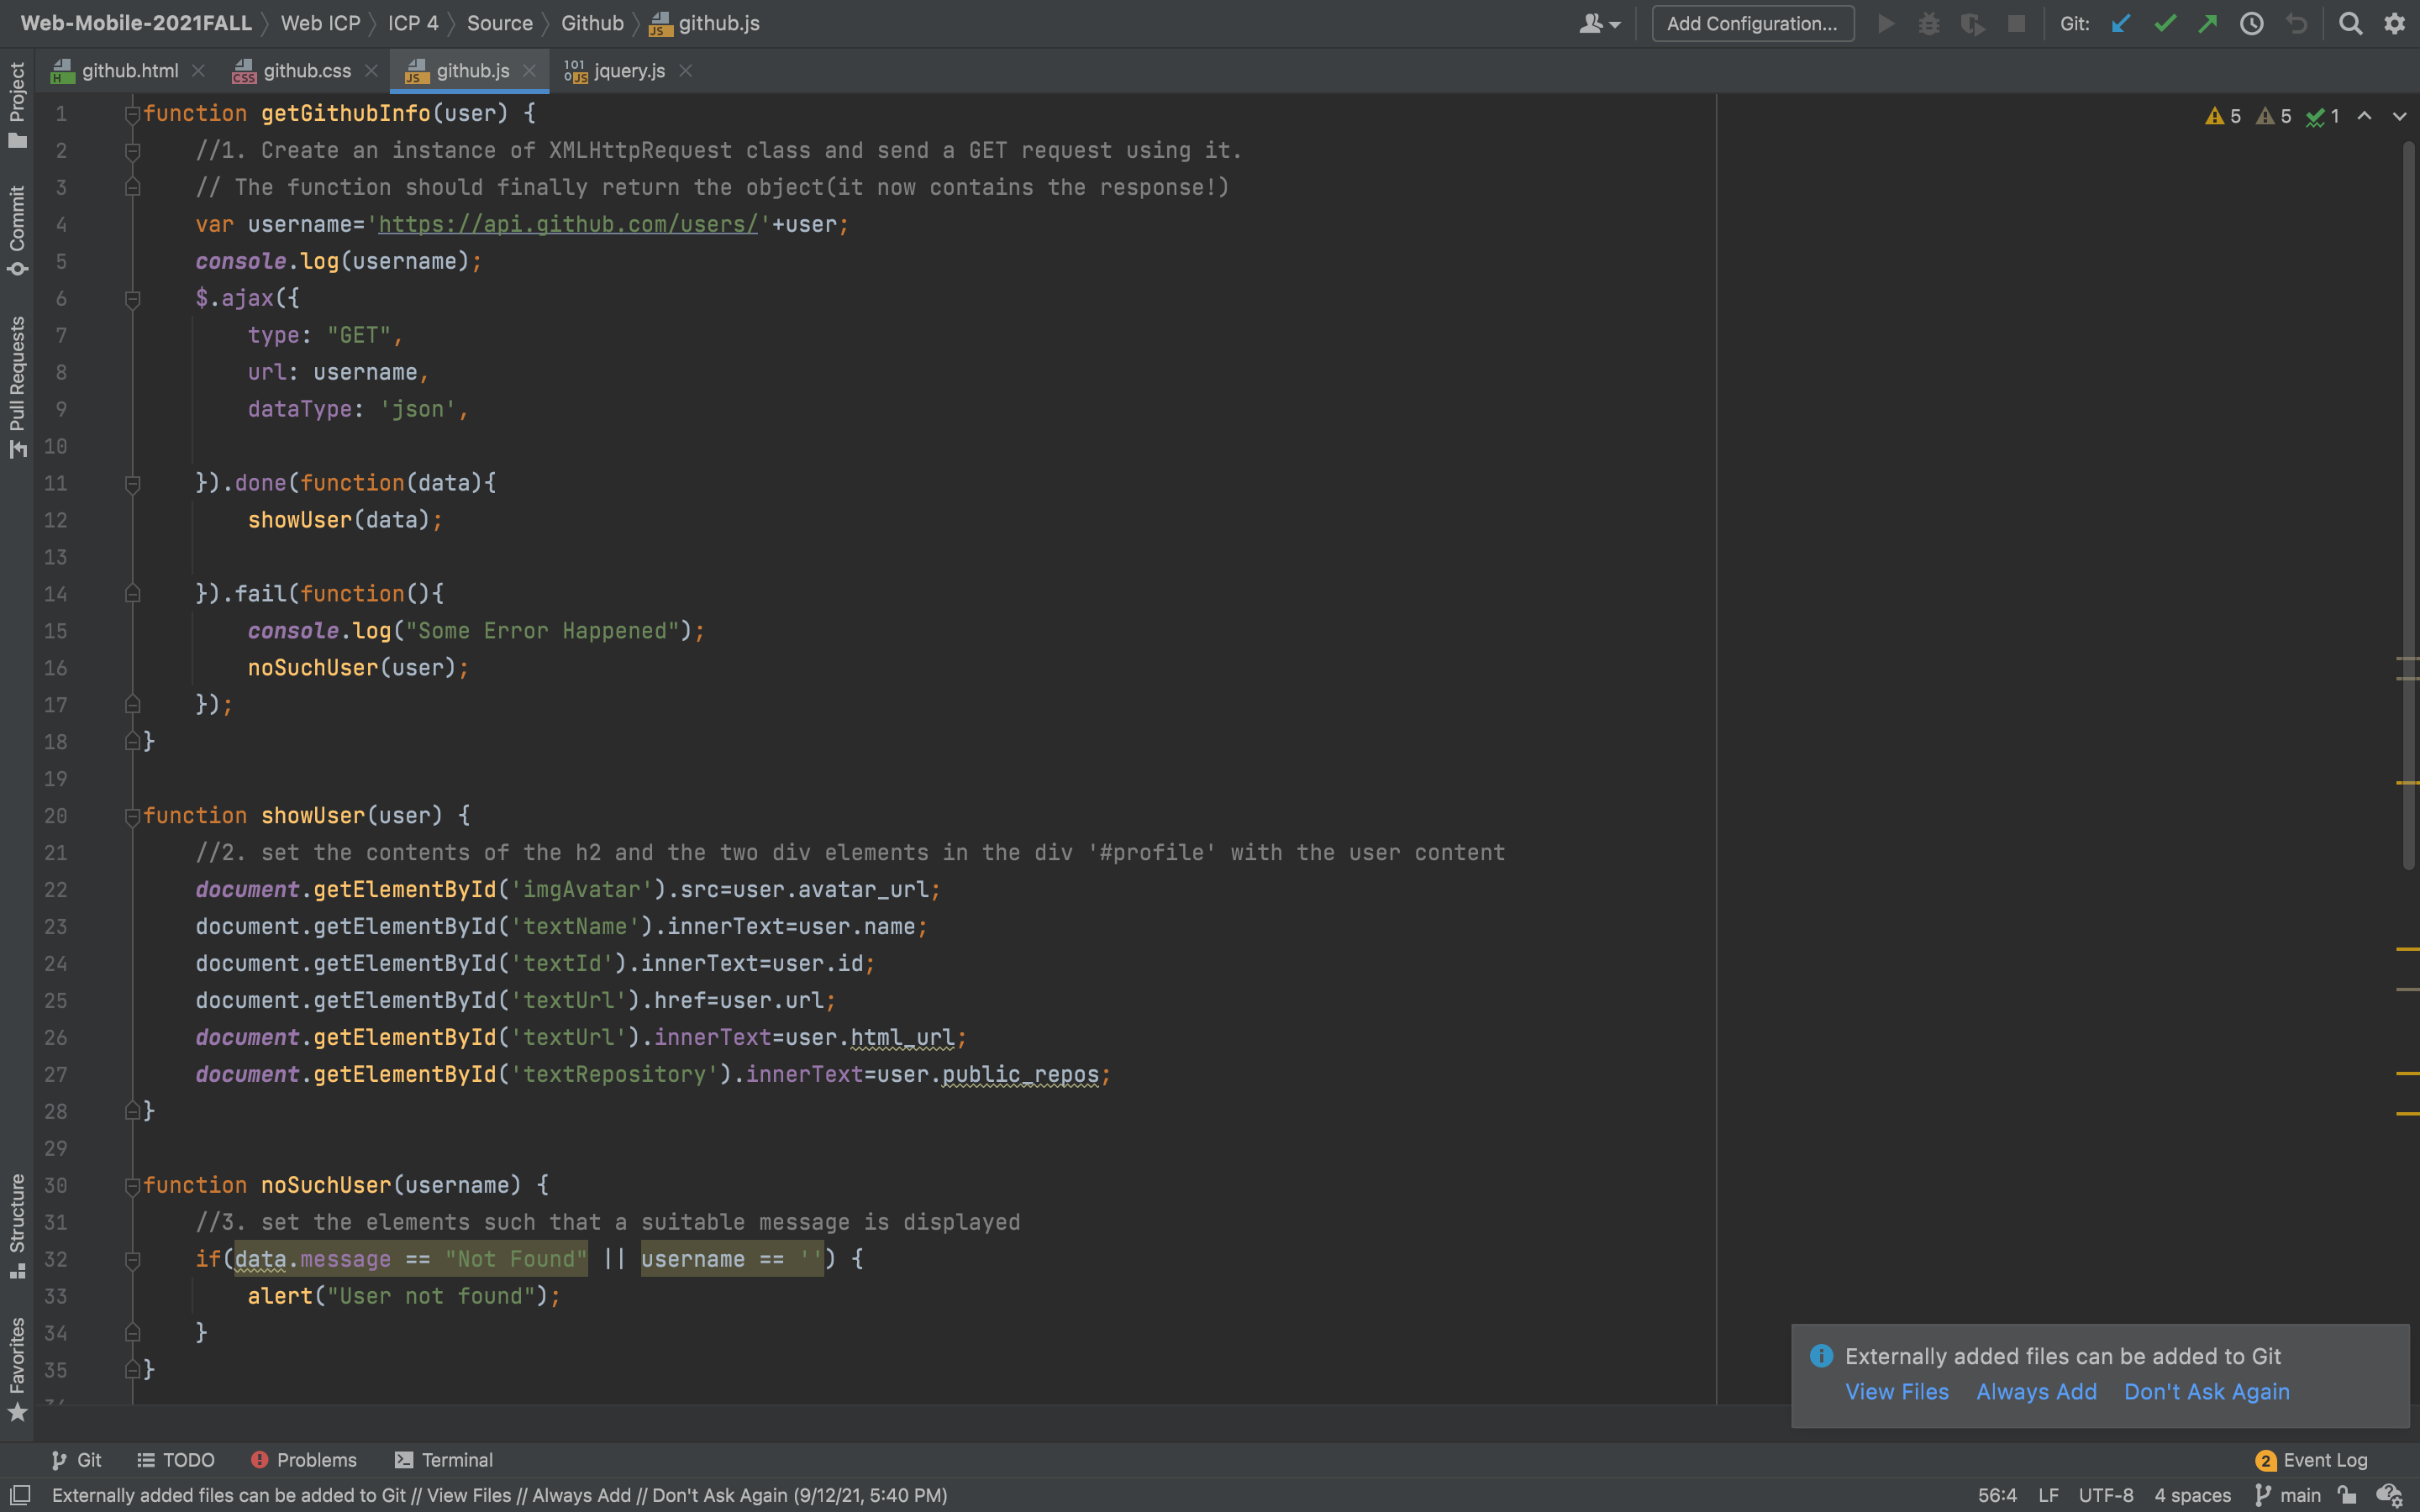 Web-Mobile-2021FALL Web ICP ICP 4 Source Github github.js
Add Configuration... Git:
github.html github.css github.js jquery.js
Project
Commit
Pull Requests
Structure
Favorites
5 5 1
1 function getGithubInfo(user) {
2 //1. Create an instance of XMLHttpRequest class and send a GET request using it.
3 // The function should finally return the object(it now contains the response!)
4 var username='https://api.github.com/users/'+user;
5 console.log(username);
6 $.ajax({
7 type: "GET",
8 url: username,
9 dataType: 'json',
10
11 }).done(function(data){
12 showUser(data);
13
14 }).fail(function(){
15 console.log("Some Error Happened");
16 noSuchUser(user);
17 });
18 }
19
20 function showUser(user) {
21 //2. set the contents of the h2 and the two div elements in the div '#profile' with the user content
22 document.getElementById('imgAvatar').src=user.avatar_url;
23 document.getElementById('textName').innerText=user.name;
24 document.getElementById('textId').innerText=user.id;
25 document.getElementById('textUrl').href=user.url;
26 document.getElementById('textUrl').innerText=user.html_url;
27 document.getElementById('textRepository').innerText=user.public_repos;
28 }
29
30 function noSuchUser(username) {
31 //3. set the elements such that a suitable message is displayed
32 if(data.message == "Not Found" || username == '') {
33 alert("User not found");
34 }
35 }
Externally added files can be added to Git
View Files Always Add Don't Ask Again
Git TODO Problems Terminal 2 Event Log
Externally added files can be added to Git // View Files // Always Add // Don't Ask Again (9/12/21, 5:40 PM) 56:4 LF UTF-8 4 spaces main